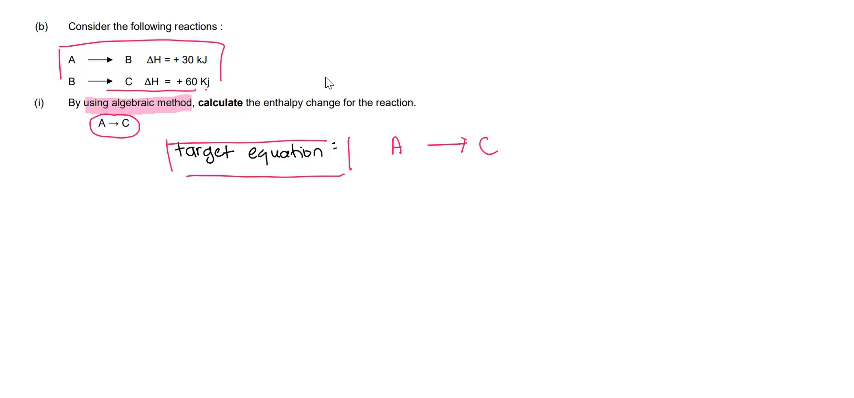 (b) Consider the following reactions :
A ⟶ B ΔH = + 30 kJ
B ⟶ C ΔH = + 60 Kj
(i) By using algebraic method, calculate the enthalpy change for the reaction.
A → C
target equation : A ⟶ C